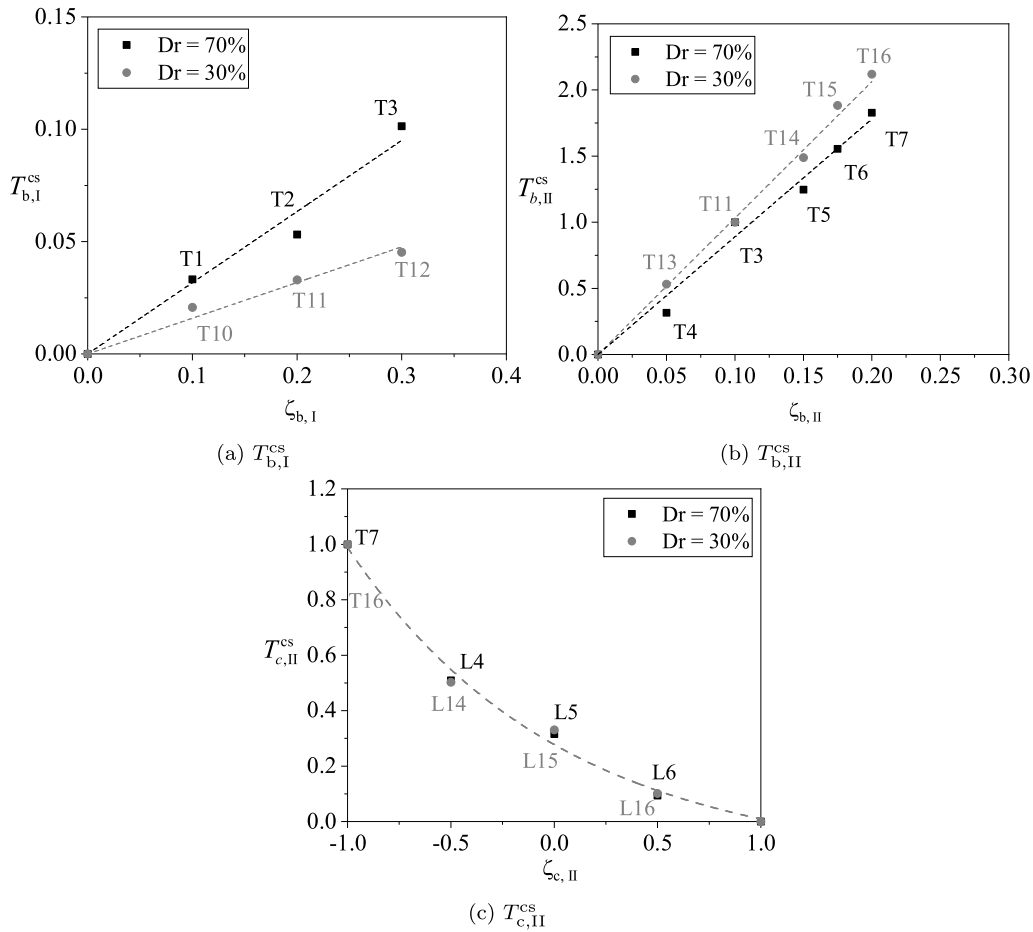 0.15
0.10
0.05
0.00
T^cs_b,I
Dr = 70%
Dr = 30%
T1
T2
T3
T10
T11
T12
0.0 0.1 0.2 0.3 0.4
ζ_b, I
(a) T^cs_b,I
2.5
2.0
1.5
1.0
0.5
0.0
T^cs_b,II
Dr = 70%
Dr = 30%
T16
T15
T14
T11
T13
T7
T6
T5
T3
T4
0.00 0.05 0.10 0.15 0.20 0.25 0.30
ζ_b, II
(b) T^cs_b,II
1.2
1.0
0.8
0.6
0.4
0.2
0.0
T^cs_c,II
Dr = 70%
Dr = 30%
T7
T16
L4
L14
L5
L15
L6
L16
-1.0 -0.5 0.0 0.5 1.0
ζ_c, II
(c) T^cs_c,II